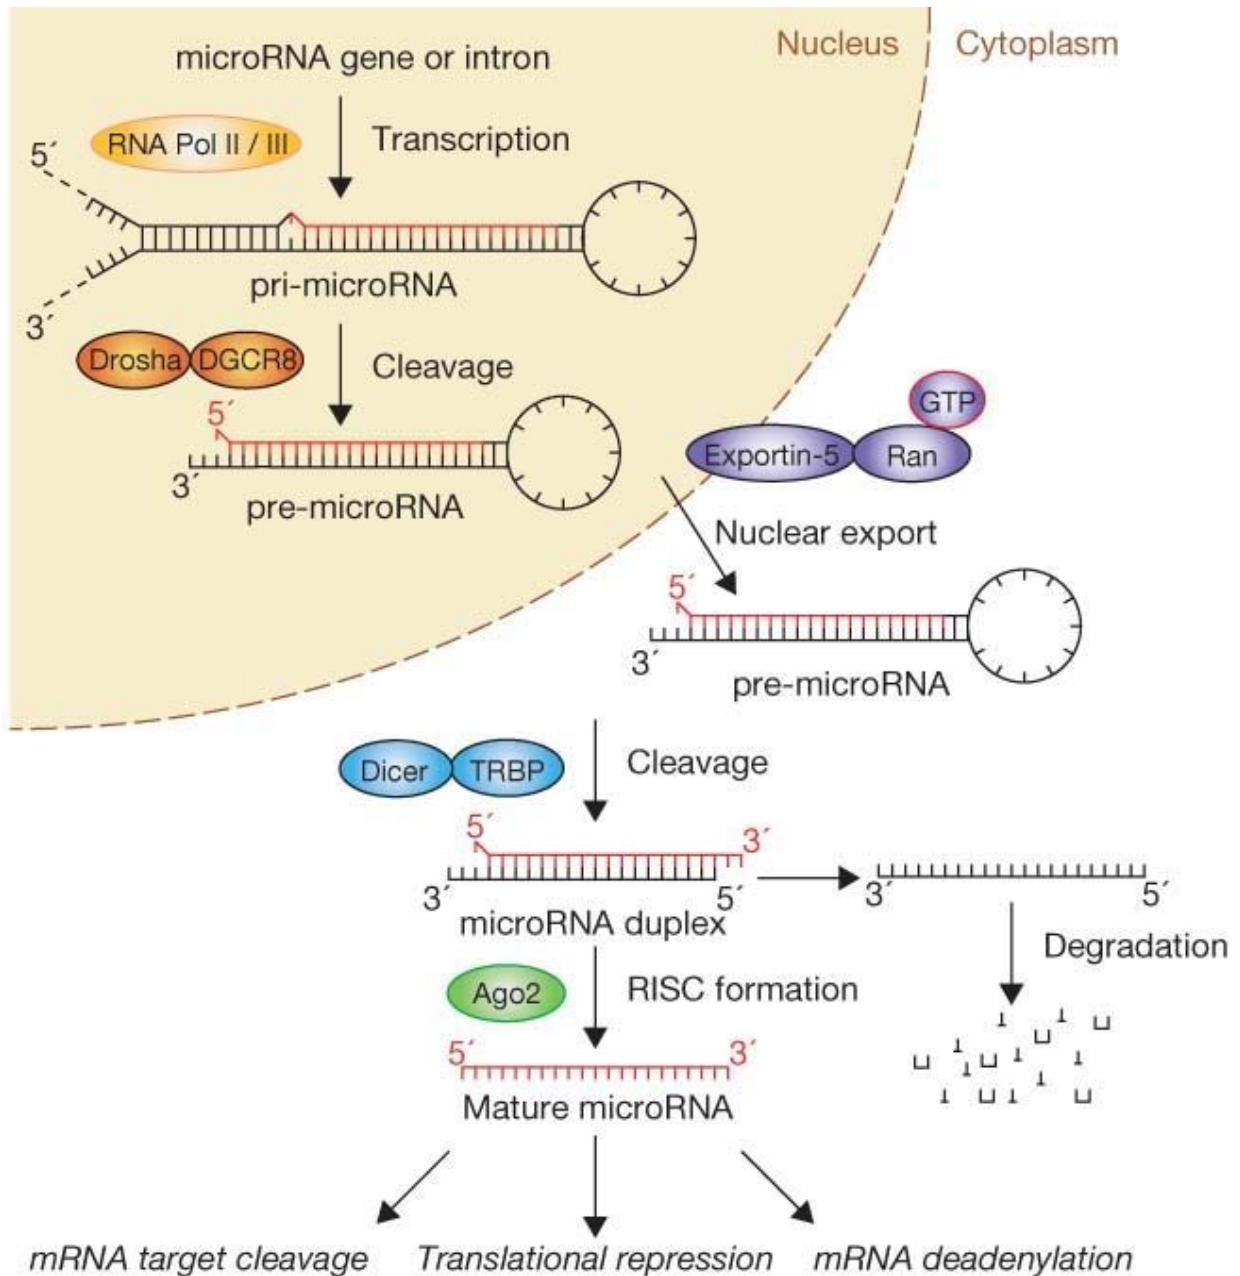 Nucleus
Cytoplasm
microRNA gene or intron
RNA Pol II / III
Transcription
5´
3´
pri-microRNA
Drosha
DGCR8
Cleavage
5´
3´
pre-microRNA
GTP
Exportin-5
Ran
Nuclear export
5´
3´
pre-microRNA
Dicer
TRBP
Cleavage
5´
3´
3´
5´
microRNA duplex
3´
5´
Degradation
Ago2
RISC formation
5´
3´
Mature microRNA
mRNA target cleavage
Translational repression
mRNA deadenylation